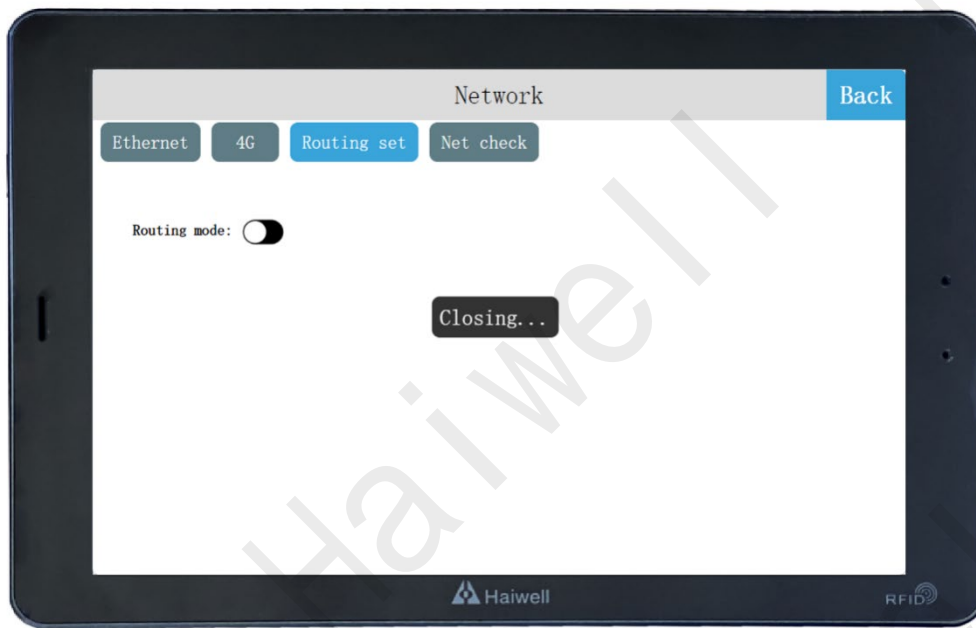 Network
Back
Ethernet
4G
Routing set
Net check
Routing mode:
Closing...
Haiwell
Haiwell
RFID